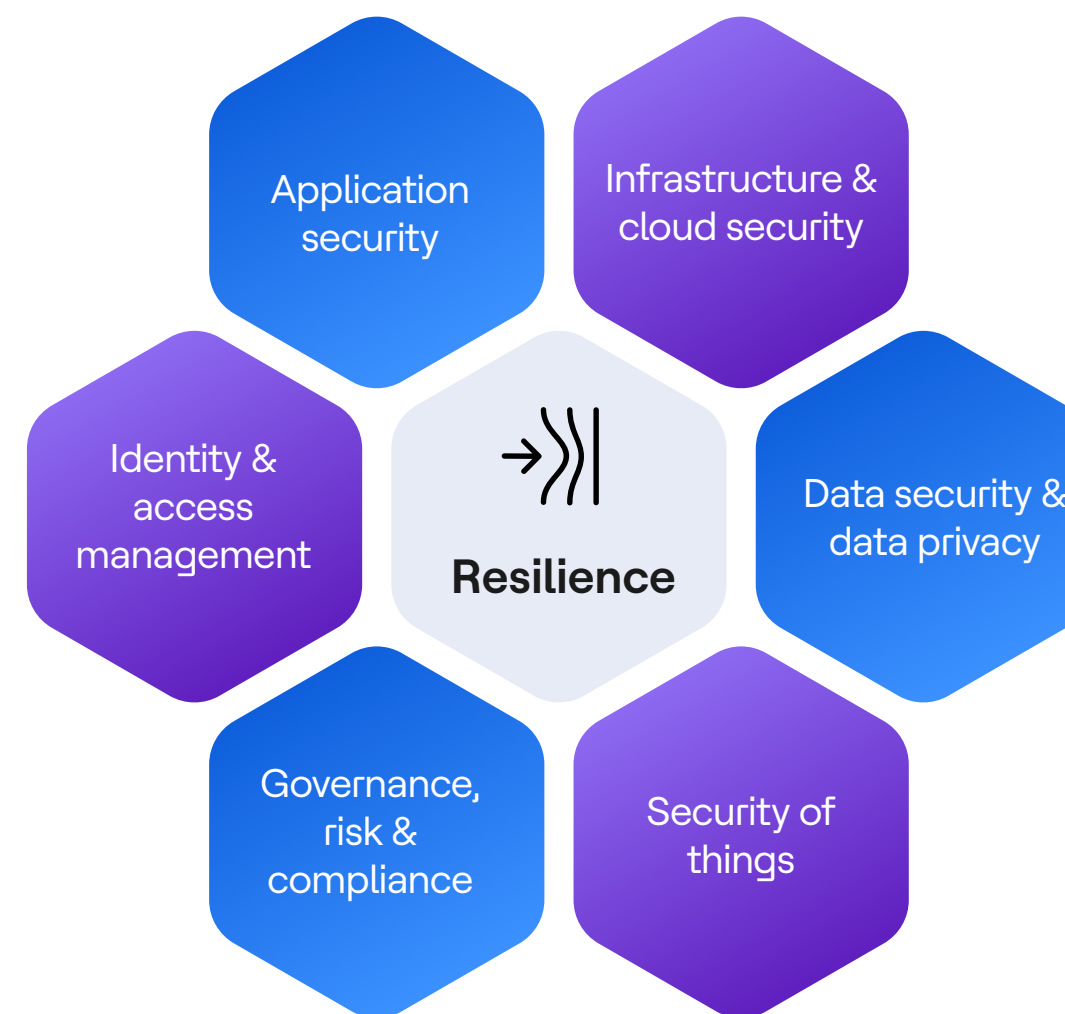 Application
security
Infrastructure &
cloud security
Identity &
access
management
Resilience
Data security &
data privacy
Governance,
risk &
compliance
Security of
things